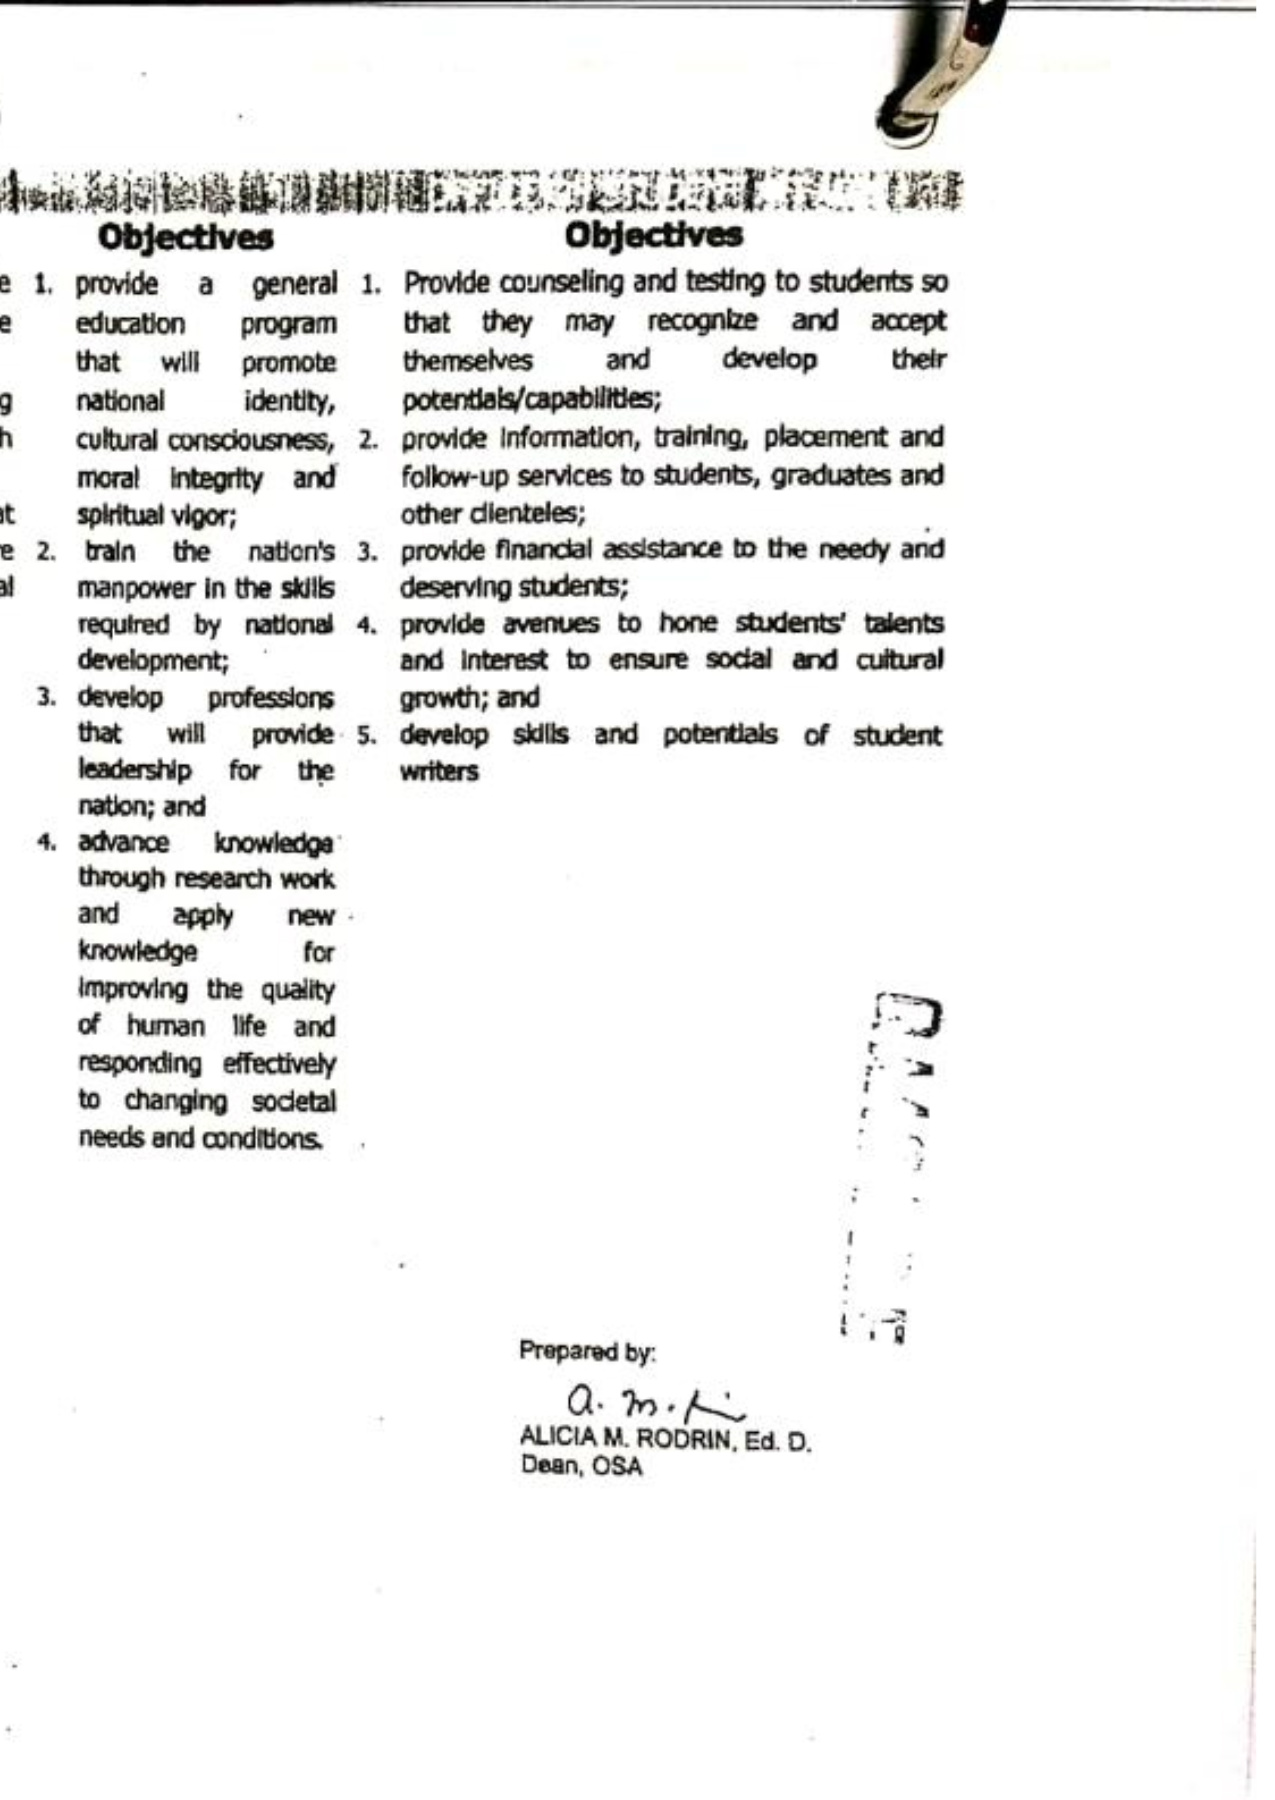 Objectives
1. provide a general
education program
that will promote
national identity,
cultural consciousness,
moral integrity and
spiritual vigor;
2. train the nation's
manpower in the skills
required by national
development;
3. develop professions
that will provide
leadership for the
nation; and
4. advance knowledge
through research work
and apply new
knowledge for
improving the quality
of human life and
responding effectively
to changing societal
needs and conditions.
Objectives
1. Provide counseling and testing to students so
that they may recognize and accept
themselves and develop their
potentials/capabilities;
2. provide information, training, placement and
follow-up services to students, graduates and
other clienteles;
3. provide financial assistance to the needy and
deserving students;
4. provide avenues to hone students' talents
and interest to ensure social and cultural
growth; and
5. develop skills and potentials of student
writers
Prepared by:
ALICIA M. RODRIN, Ed. D.
Dean, OSA